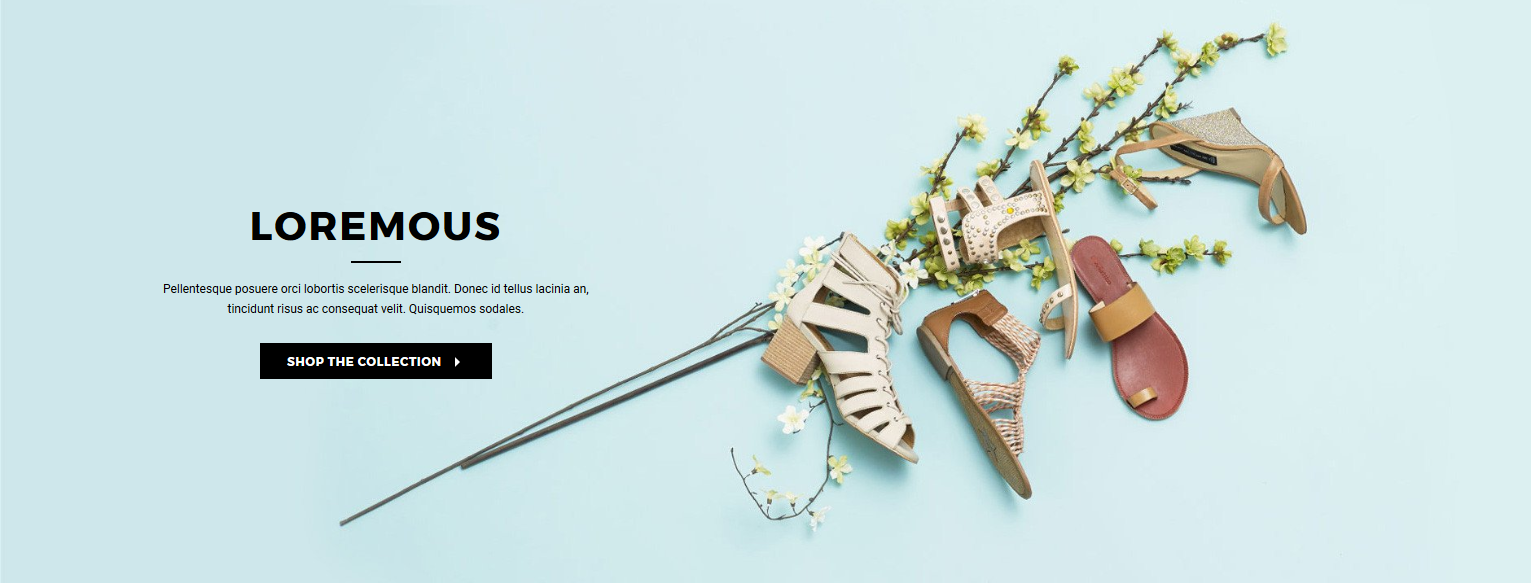 LOREMOUS
Pellentesque posuere orci lobortis scelerisque blandit. Donec id tellus lacinia an,
tincidunt risus ac consequat velit. Quisquemos sodales.
SHOP THE COLLECTION